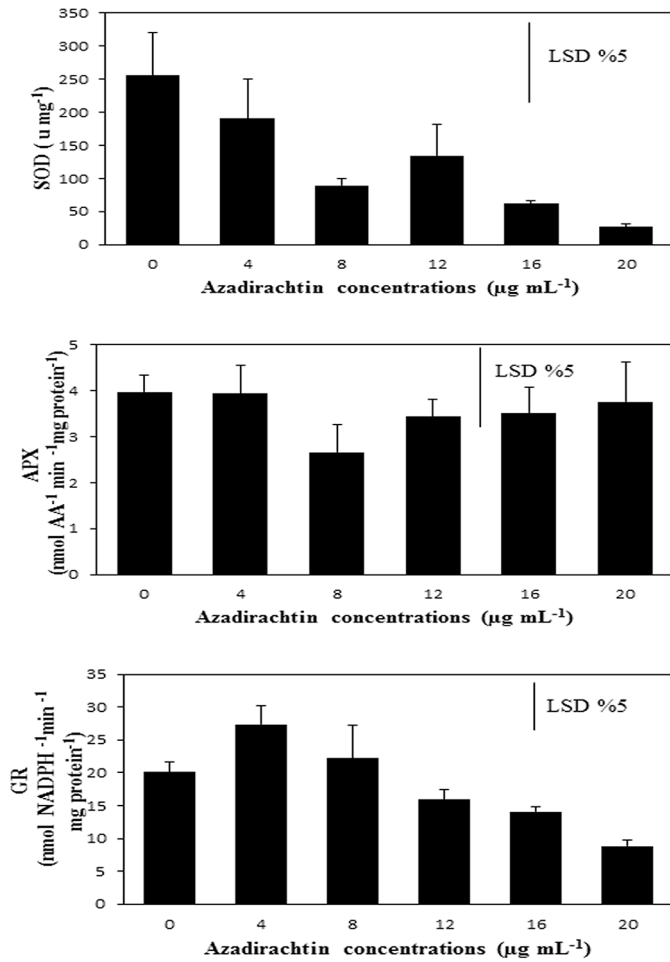 350
300
250
200
150
100
50
0
SOD ( u mg-1)
LSD %5
0 4 8 12 16 20
Azadirachtin concentrations (µg mL-1)
5
4
3
2
1
0
APX
(nmol AA-1 min -1mg protein-1)
LSD %5
0 4 8 12 16 20
Azadirachtin concentrations (µg mL-1)
35
30
25
20
15
10
5
0
GR
(nmol NADPH -1min-1
mg protein-1)
LSD %5
0 4 8 12 16 20
Azadirachtin concentrations (µg mL-1)